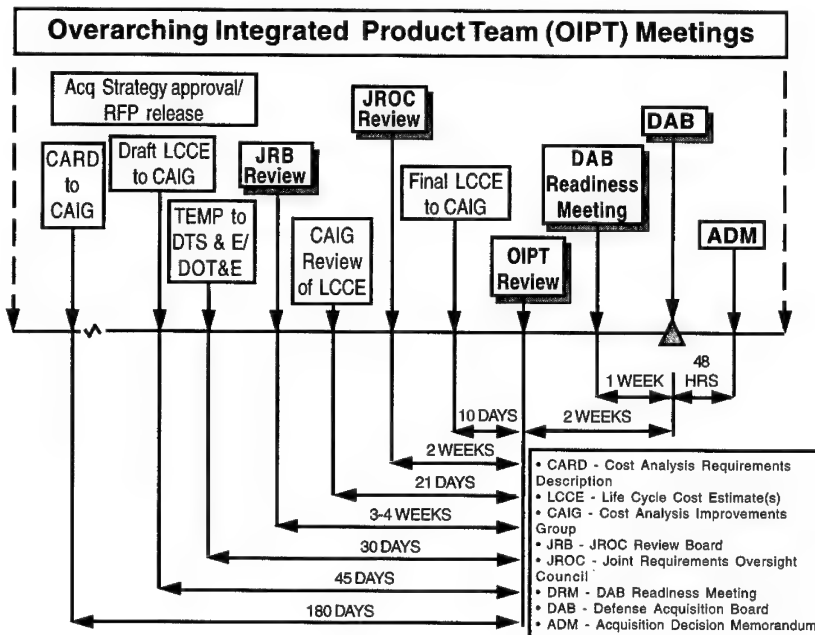 Overarching Integrated Product Team (OIPT) Meetings
Acq Strategy approval/
RFP release
JROC
Review
DAB
CARD
to
CAIG
Draft LCCE
to CAIG
JRB
Review
Final LCCE
to CAIG
DAB
Readiness
Meeting
TEMP to
DTS & E/
DOT&E
CAIG
Review
of LCCE
OIPT
Review
ADM
1 WEEK
48
HRS
10 DAYS
2 WEEKS
2 WEEKS
21 DAYS
3-4 WEEKS
30 DAYS
45 DAYS
180 DAYS
• CARD - Cost Analysis Requirements
Description
• LCCE - Life Cycle Cost Estimate(s)
• CAIG - Cost Analysis Improvements
Group
• JRB - JROC Review Board
• JROC - Joint Requirements Oversight
Council
• DRM - DAB Readiness Meeting
• DAB - Defense Acquisition Board
• ADM - Acquisition Decision Memorandum